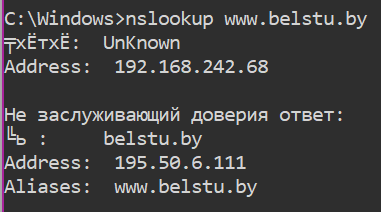 C:\Windows>nslookup www.belstu.by
╤хЁтхЁ:  UnKnown
Address:  192.168.242.68
Не заслуживающий доверия ответ:
╚ь :     belstu.by
Address:  195.50.6.111
Aliases:  www.belstu.by